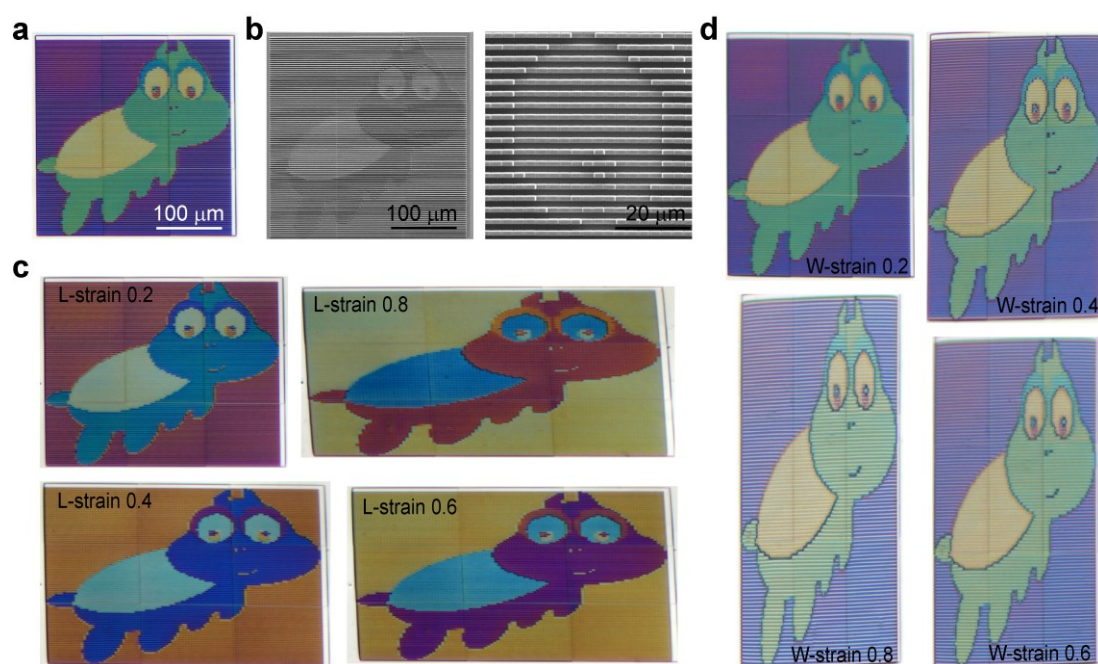 a
b
d
100 μm
100 μm
20 μm
W-strain 0.2
W-strain 0.4
c
L-strain 0.2
L-strain 0.8
L-strain 0.4
L-strain 0.6
W-strain 0.8
W-strain 0.6